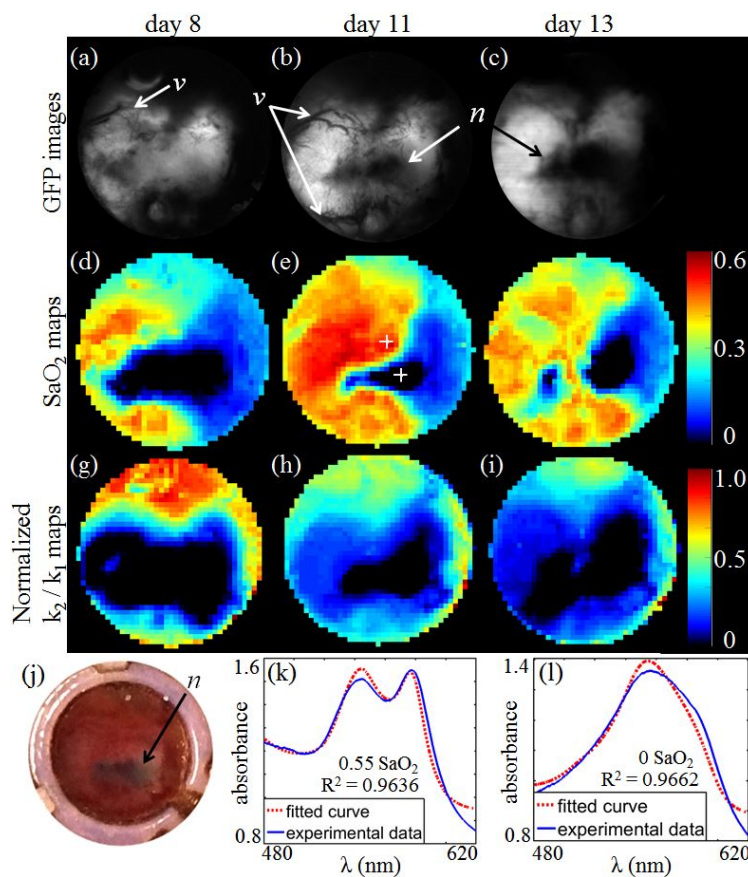 day 8 day 11 day 13
GFP images
(a) v
(b) v n
(c)
SaO₂ maps
(d) (e) (f) 0.6
0.3
0
Normalized
k₂ / k₁ maps
(g) (h) (i) 1.0
0.5
0
(j) n
(k)
1.6
absorbance
0.8
0.55 SaO₂
R² = 0.9636
fitted curve
experimental data
480 620
λ (nm)
(l)
1.4
absorbance
0.8
0 SaO₂
R² = 0.9662
fitted curve
experimental data
480 620
λ (nm)